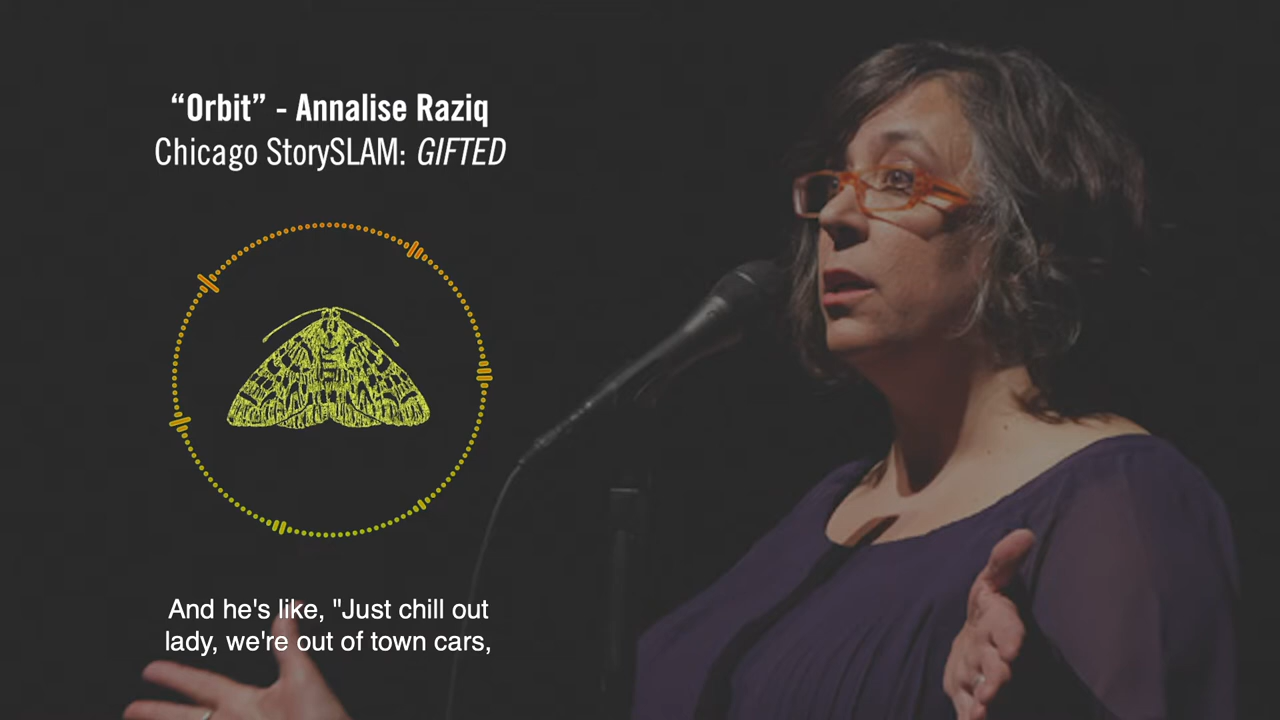 “Orbit” - Annalise Raziq
Chicago StorySLAM: GIFTED
And he's like, "Just chill out
lady, we're out of town cars,